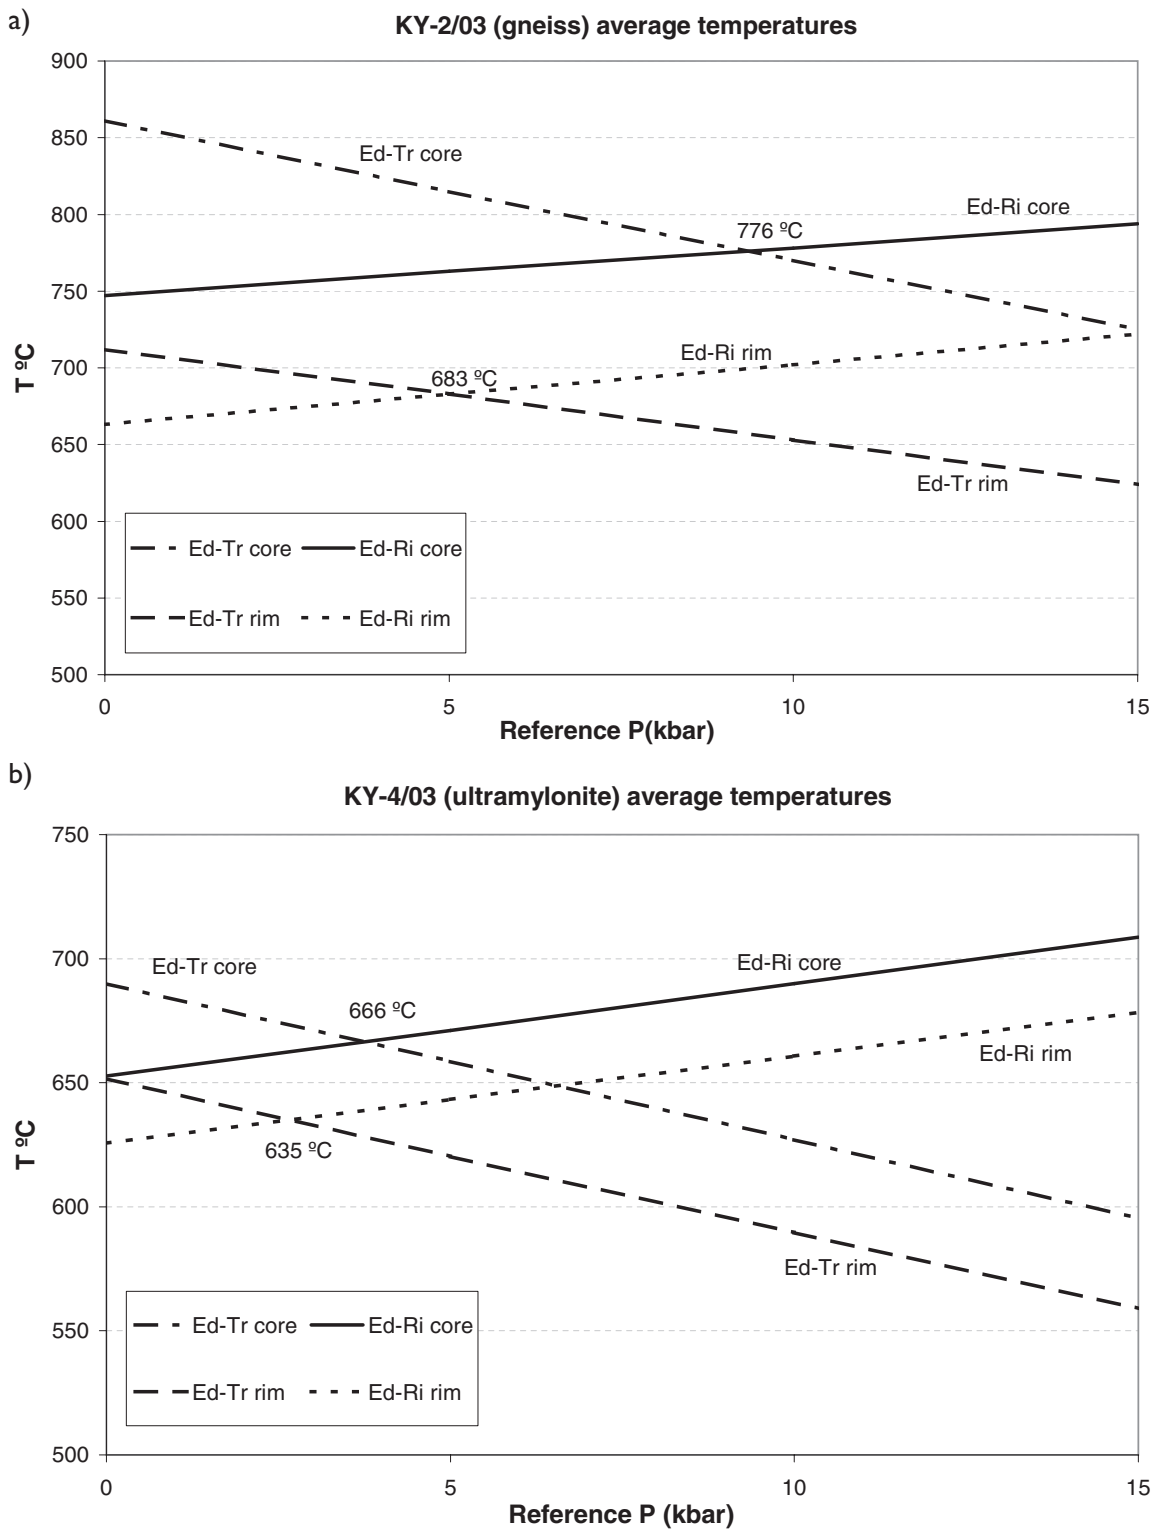 a)
KY-2/03 (gneiss) average temperatures
900
850
Ed-Tr core
800
Ed-Ri core
776 ºC
750
T ºC
700
Ed-Ri rim
683 ºC
650
Ed-Tr rim
600
Ed-Tr core Ed-Ri core
550
Ed-Tr rim Ed-Ri rim
500
0 5 10 15
Reference P(kbar)
b)
KY-4/03 (ultramylonite) average temperatures
750
700
Ed-Tr core
Ed-Ri core
666 ºC
Ed-Ri rim
650
T ºC
635 ºC
600
Ed-Tr rim
Ed-Tr core Ed-Ri core
550
Ed-Tr rim Ed-Ri rim
500
0 5 10 15
Reference P (kbar)